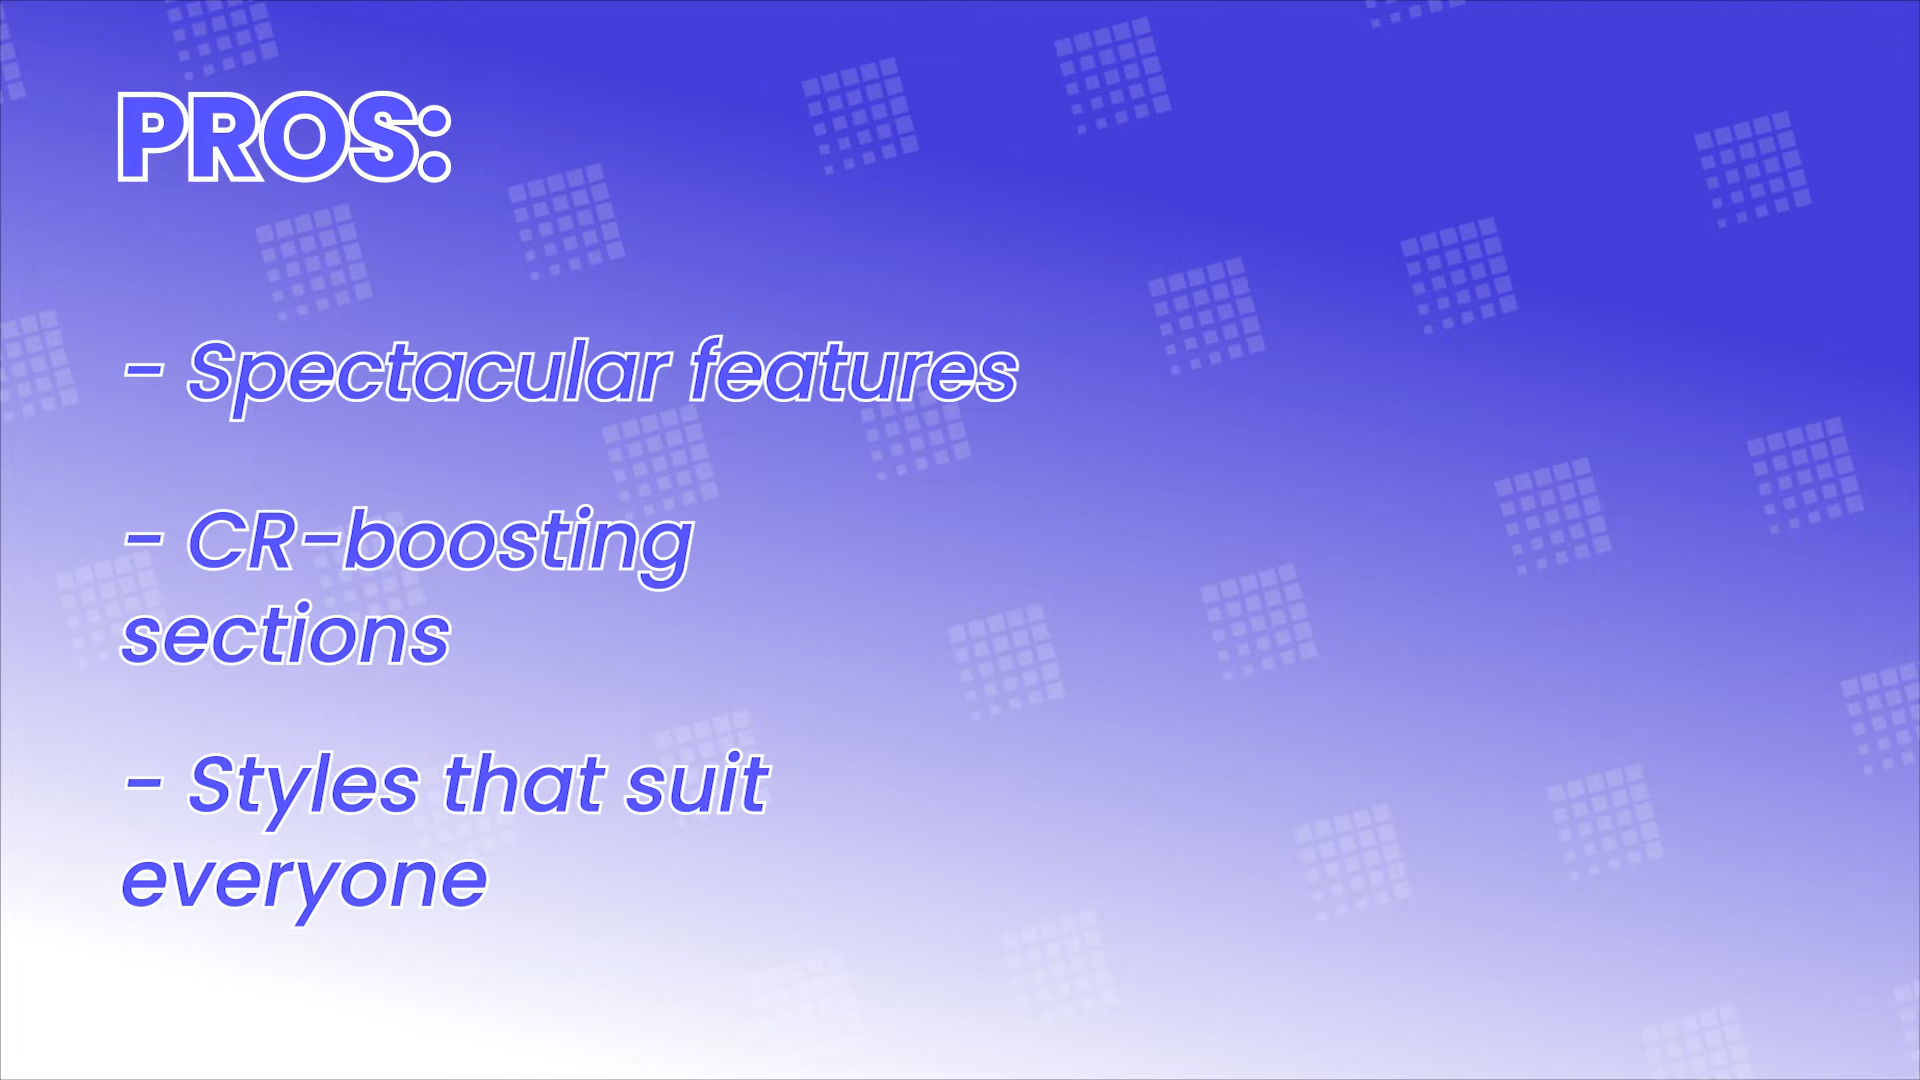 PROS:
- Spectacular features
- CR-boosting
sections
- Styles that suit
everyone